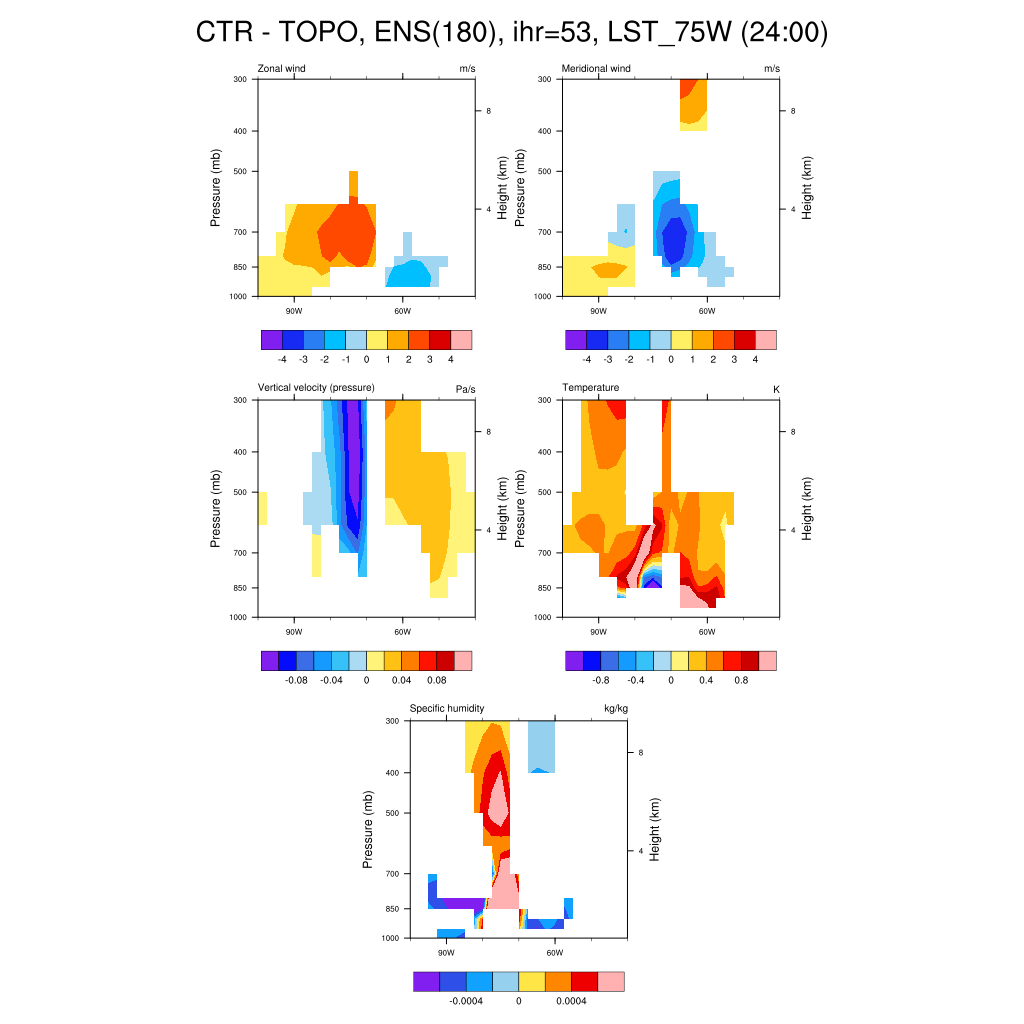 CTR - TOPO, ENS(180), ihr=53, LST_75W (24:00)
Zonal wind m/s
300
400
500
700
850
1000
Pressure (mb)
8
4
Height (km)
90W 60W
-4 -3 -2 -1 0 1 2 3 4
Meridional wind m/s
300
400
500
700
850
1000
Pressure (mb)
8
4
Height (km)
90W 60W
-4 -3 -2 -1 0 1 2 3 4
Vertical velocity (pressure) Pa/s
300
400
500
700
850
1000
Pressure (mb)
8
4
Height (km)
90W 60W
-0.08 -0.04 0 0.04 0.08
Temperature K
300
400
500
700
850
1000
Pressure (mb)
8
4
Height (km)
90W 60W
-0.8 -0.4 0 0.4 0.8
Specific humidity kg/kg
300
400
500
700
850
1000
Pressure (mb)
8
4
Height (km)
90W 60W
-0.0004 0 0.0004